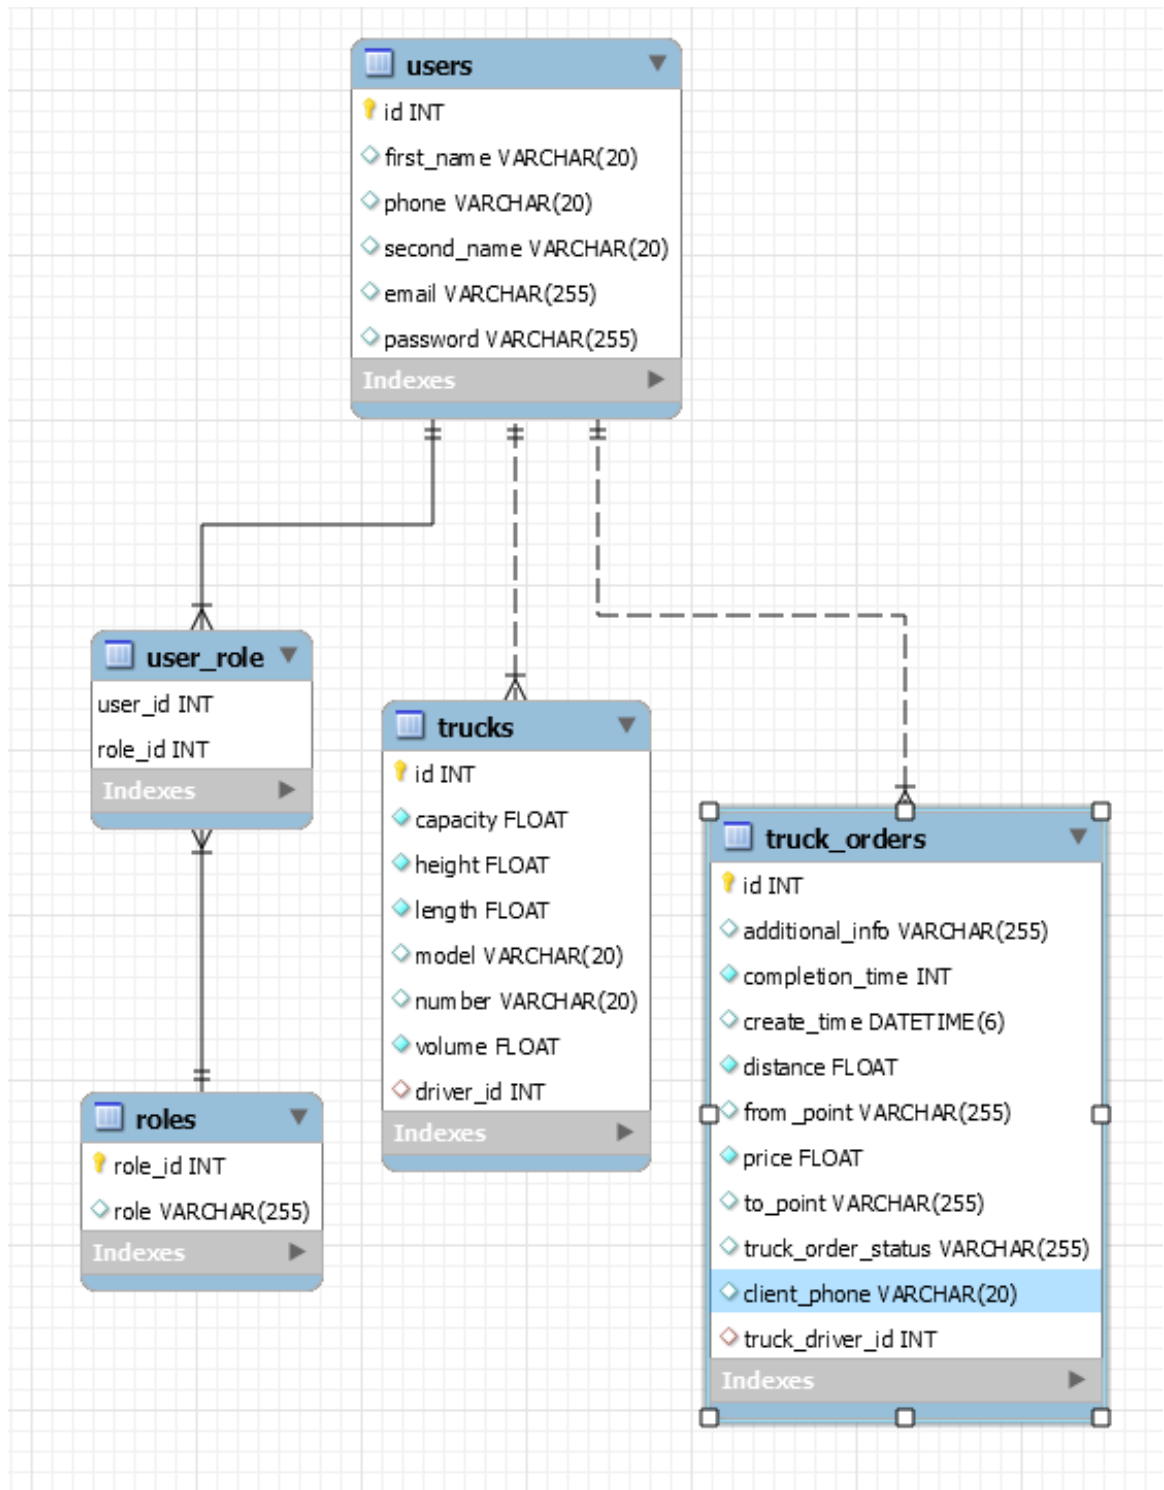 users
id INT
first_name VARCHAR(20)
phone VARCHAR(20)
second_name VARCHAR(20)
email VARCHAR(255)
password VARCHAR(255)
Indexes
user_role
user_id INT
role_id INT
Indexes
trucks
id INT
capacity FLOAT
height FLOAT
length FLOAT
model VARCHAR(20)
number VARCHAR(20)
volume FLOAT
driver_id INT
Indexes
truck_orders
id INT
additional_info VARCHAR(255)
completion_time INT
create_time DATETIME(6)
distance FLOAT
from_point VARCHAR(255)
price FLOAT
to_point VARCHAR(255)
truck_order_status VARCHAR(255)
client_phone VARCHAR(20)
truck_driver_id INT
Indexes
roles
role_id INT
role VARCHAR(255)
Indexes